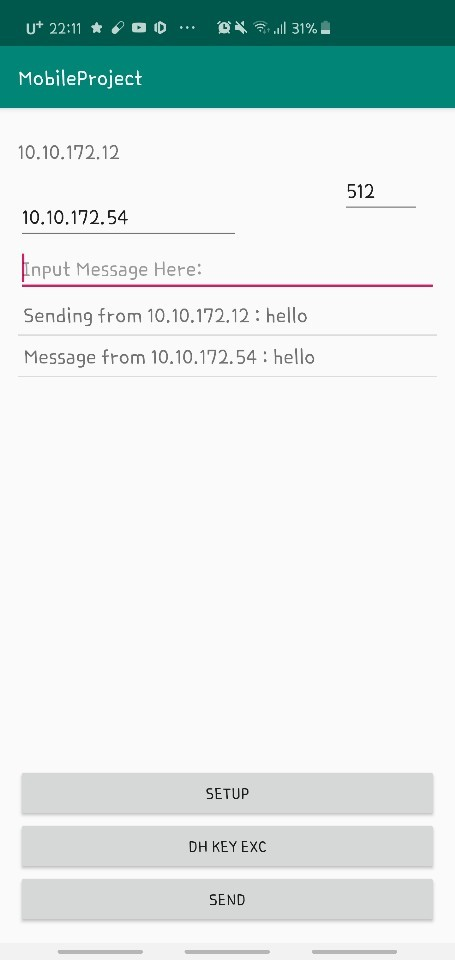 U⁺ 22:11 ··· 31%
MobileProject
10.10.172.12
512
10.10.172.54
Input Message Here:
Sending from 10.10.172.12 : hello
Message from 10.10.172.54 : hello
SETUP
DH KEY EXC
SEND